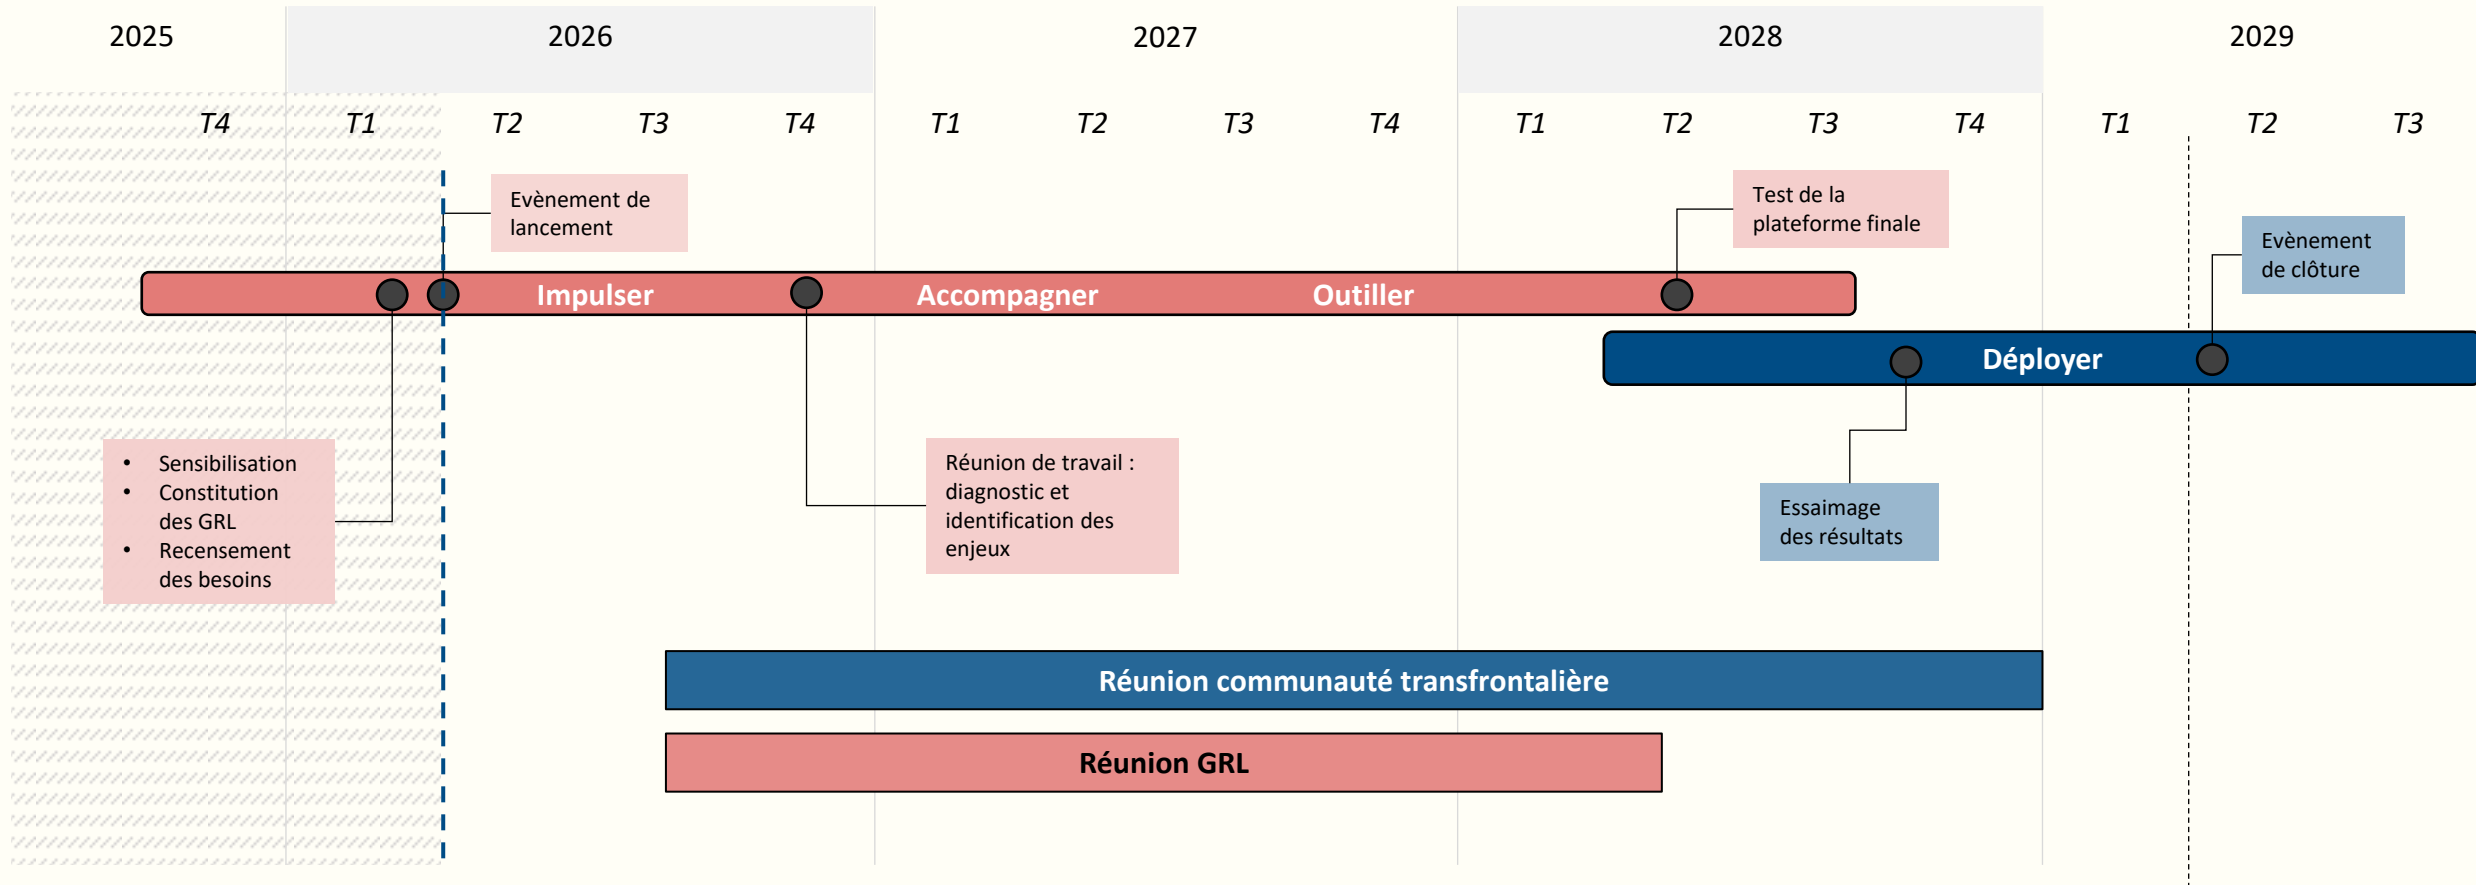 2025
2026
2027
2028
2029
T4
T1
T2
T3
T4
T1
T2
T3
T4
T1
T2
T3
T4
T1
T2
T3
Evènement de
lancement
Test de la
plateforme finale
Evènement
de clôture
Impulser
Accompagner
Outiller
Déployer
• Sensibilisation
• Constitution
des GRL
• Recensement
des besoins
Réunion de travail :
diagnostic et
identification des
enjeux
Essaimage
des résultats
Réunion communauté transfrontalière
Réunion GRL